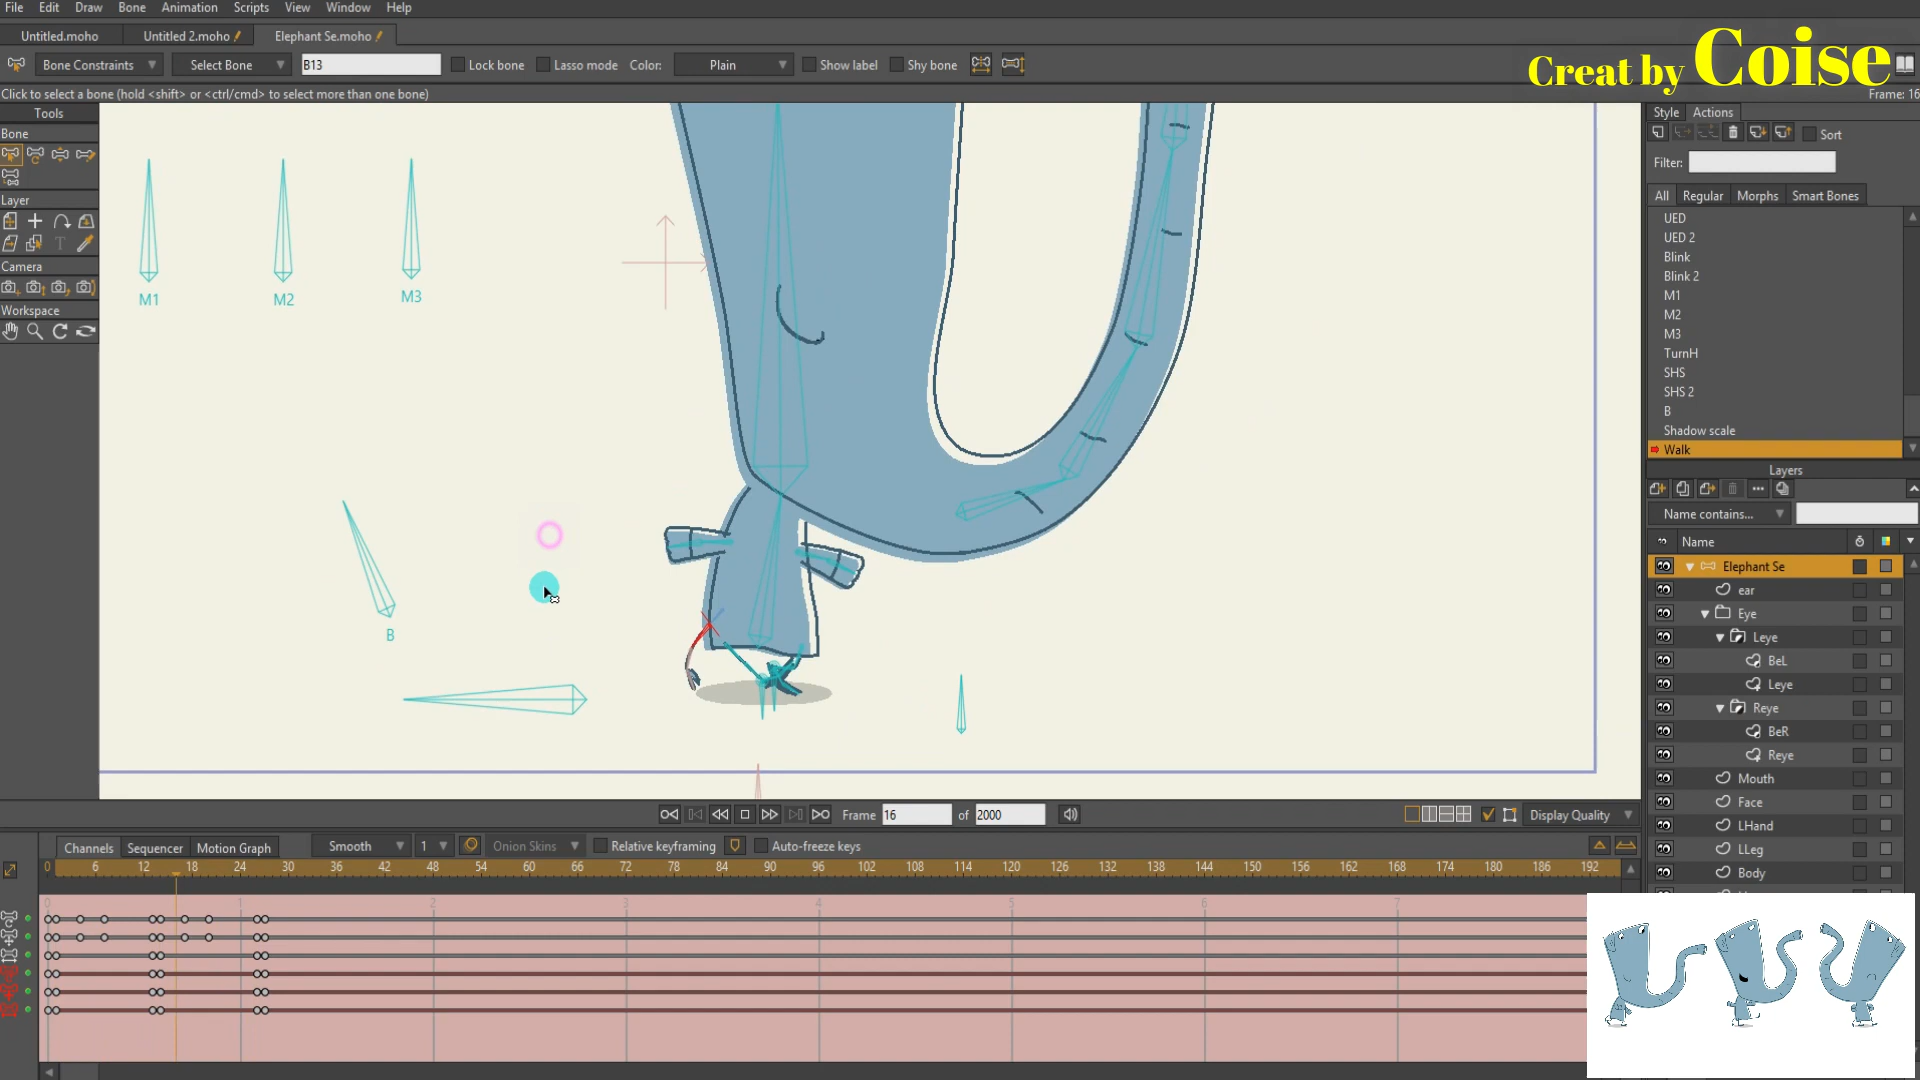 File Edit Draw Bone Animation Scripts View Window Help
Untitled.moho Untitled 2.moho Elephant Se.moho
Creat by Coise
Bone Constraints Select Bone B13 Lock bone Lasso mode Color: Plain Show label Shy bone
Click to select a bone (hold <shift> or <ctrl/cmd> to select more than one bone)
Frame: 16
Tools
Bone
Layer
Camera
Workspace
M1 M2 M3
B
Style Actions
Sort
Filter:
All Regular Morphs Smart Bones
UED
UED 2
Blink
Blink 2
M1
M2
M3
TurnH
SHS
SHS 2
B
Shadow scale
Walk
Layers
Name contains...
Name
Elephant Se
ear
Eye
Leye
BeL
Leye
Reye
BeR
Reye
Mouth
Face
LHand
LLeg
Body
Frame 16 of 2000 Display Quality
Channels Sequencer Motion Graph Smooth 1 Onion Skins Relative keyframing Auto-freeze keys
0 6 12 18 24 30 36 42 48 54 60 66 72 78 84 90 96 102 108 114 120 126 132 138 144 150 156 162 168 174 180 186 192
0 1 2 3 4 5 6 7